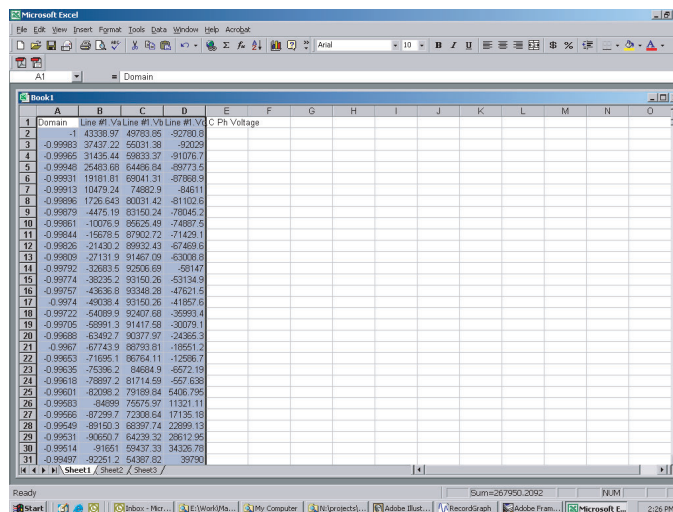 Microsoft Excel
File Edit View Insert Format Tools Data Window Help Acrobat
Arial 10 B I U $ %
A1 = Domain
Book1
A B C D E F G H I J K L M N O
1 Domain Line #1.Va Line #1.Vb Line #1.Vc C Ph Voltage
2 -1 43338.97 49783.85 -92780.8
3 -0.99983 37437.22 55031.38 -92029
4 -0.99965 31435.44 59833.37 -91076.7
5 -0.99948 25483.68 64486.84 -89773.5
6 -0.99931 19181.81 69041.31 -87868.9
7 -0.99913 10479.24 74882.9 -84611
8 -0.99896 1726.643 80031.42 -81102.6
9 -0.99879 -4475.19 83150.24 -78045.2
10 -0.99861 -10076.9 85625.49 -74887.5
11 -0.99844 -15678.5 87902.72 -71429.1
12 -0.99826 -21430.2 89932.43 -67469.6
13 -0.99809 -27131.9 91467.09 -63008.8
14 -0.99792 -32683.5 92506.69 -58147
15 -0.99774 -38235.2 93150.26 -53134.9
16 -0.99757 -43636.8 93348.28 -47621.5
17 -0.9974 -49038.4 93150.26 -41857.6
18 -0.99722 -54089.9 92407.68 -35993.4
19 -0.99705 -58991.3 91417.58 -30079.1
20 -0.99688 -63492.7 90377.97 -24365.3
21 -0.9967 -67743.9 88793.81 -18551.2
22 -0.99653 -71695.1 86764.11 -12586.7
23 -0.99635 -75396.2 84684.9 -6572.19
24 -0.99618 -78897.2 81714.59 -557.638
25 -0.99601 -82098.2 79189.84 5406.795
26 -0.99583 -84899 75575.97 11321.11
27 -0.99566 -87299.7 72308.64 17135.18
28 -0.99549 -89150.3 68397.74 22899.13
29 -0.99531 -90650.7 64239.32 28612.95
30 -0.99514 -91651 59437.33 34326.78
31 -0.99497 -92251.2 54387.82 39790
Sheet1 Sheet2 Sheet3
Ready Sum=267950.2092 NUM
Start Inbox - Micr... E:\Work\Ma... My Computer N:\projects\... Adobe Illust... RecordGraph Adobe Fram... Microsoft E... 2:26 PM